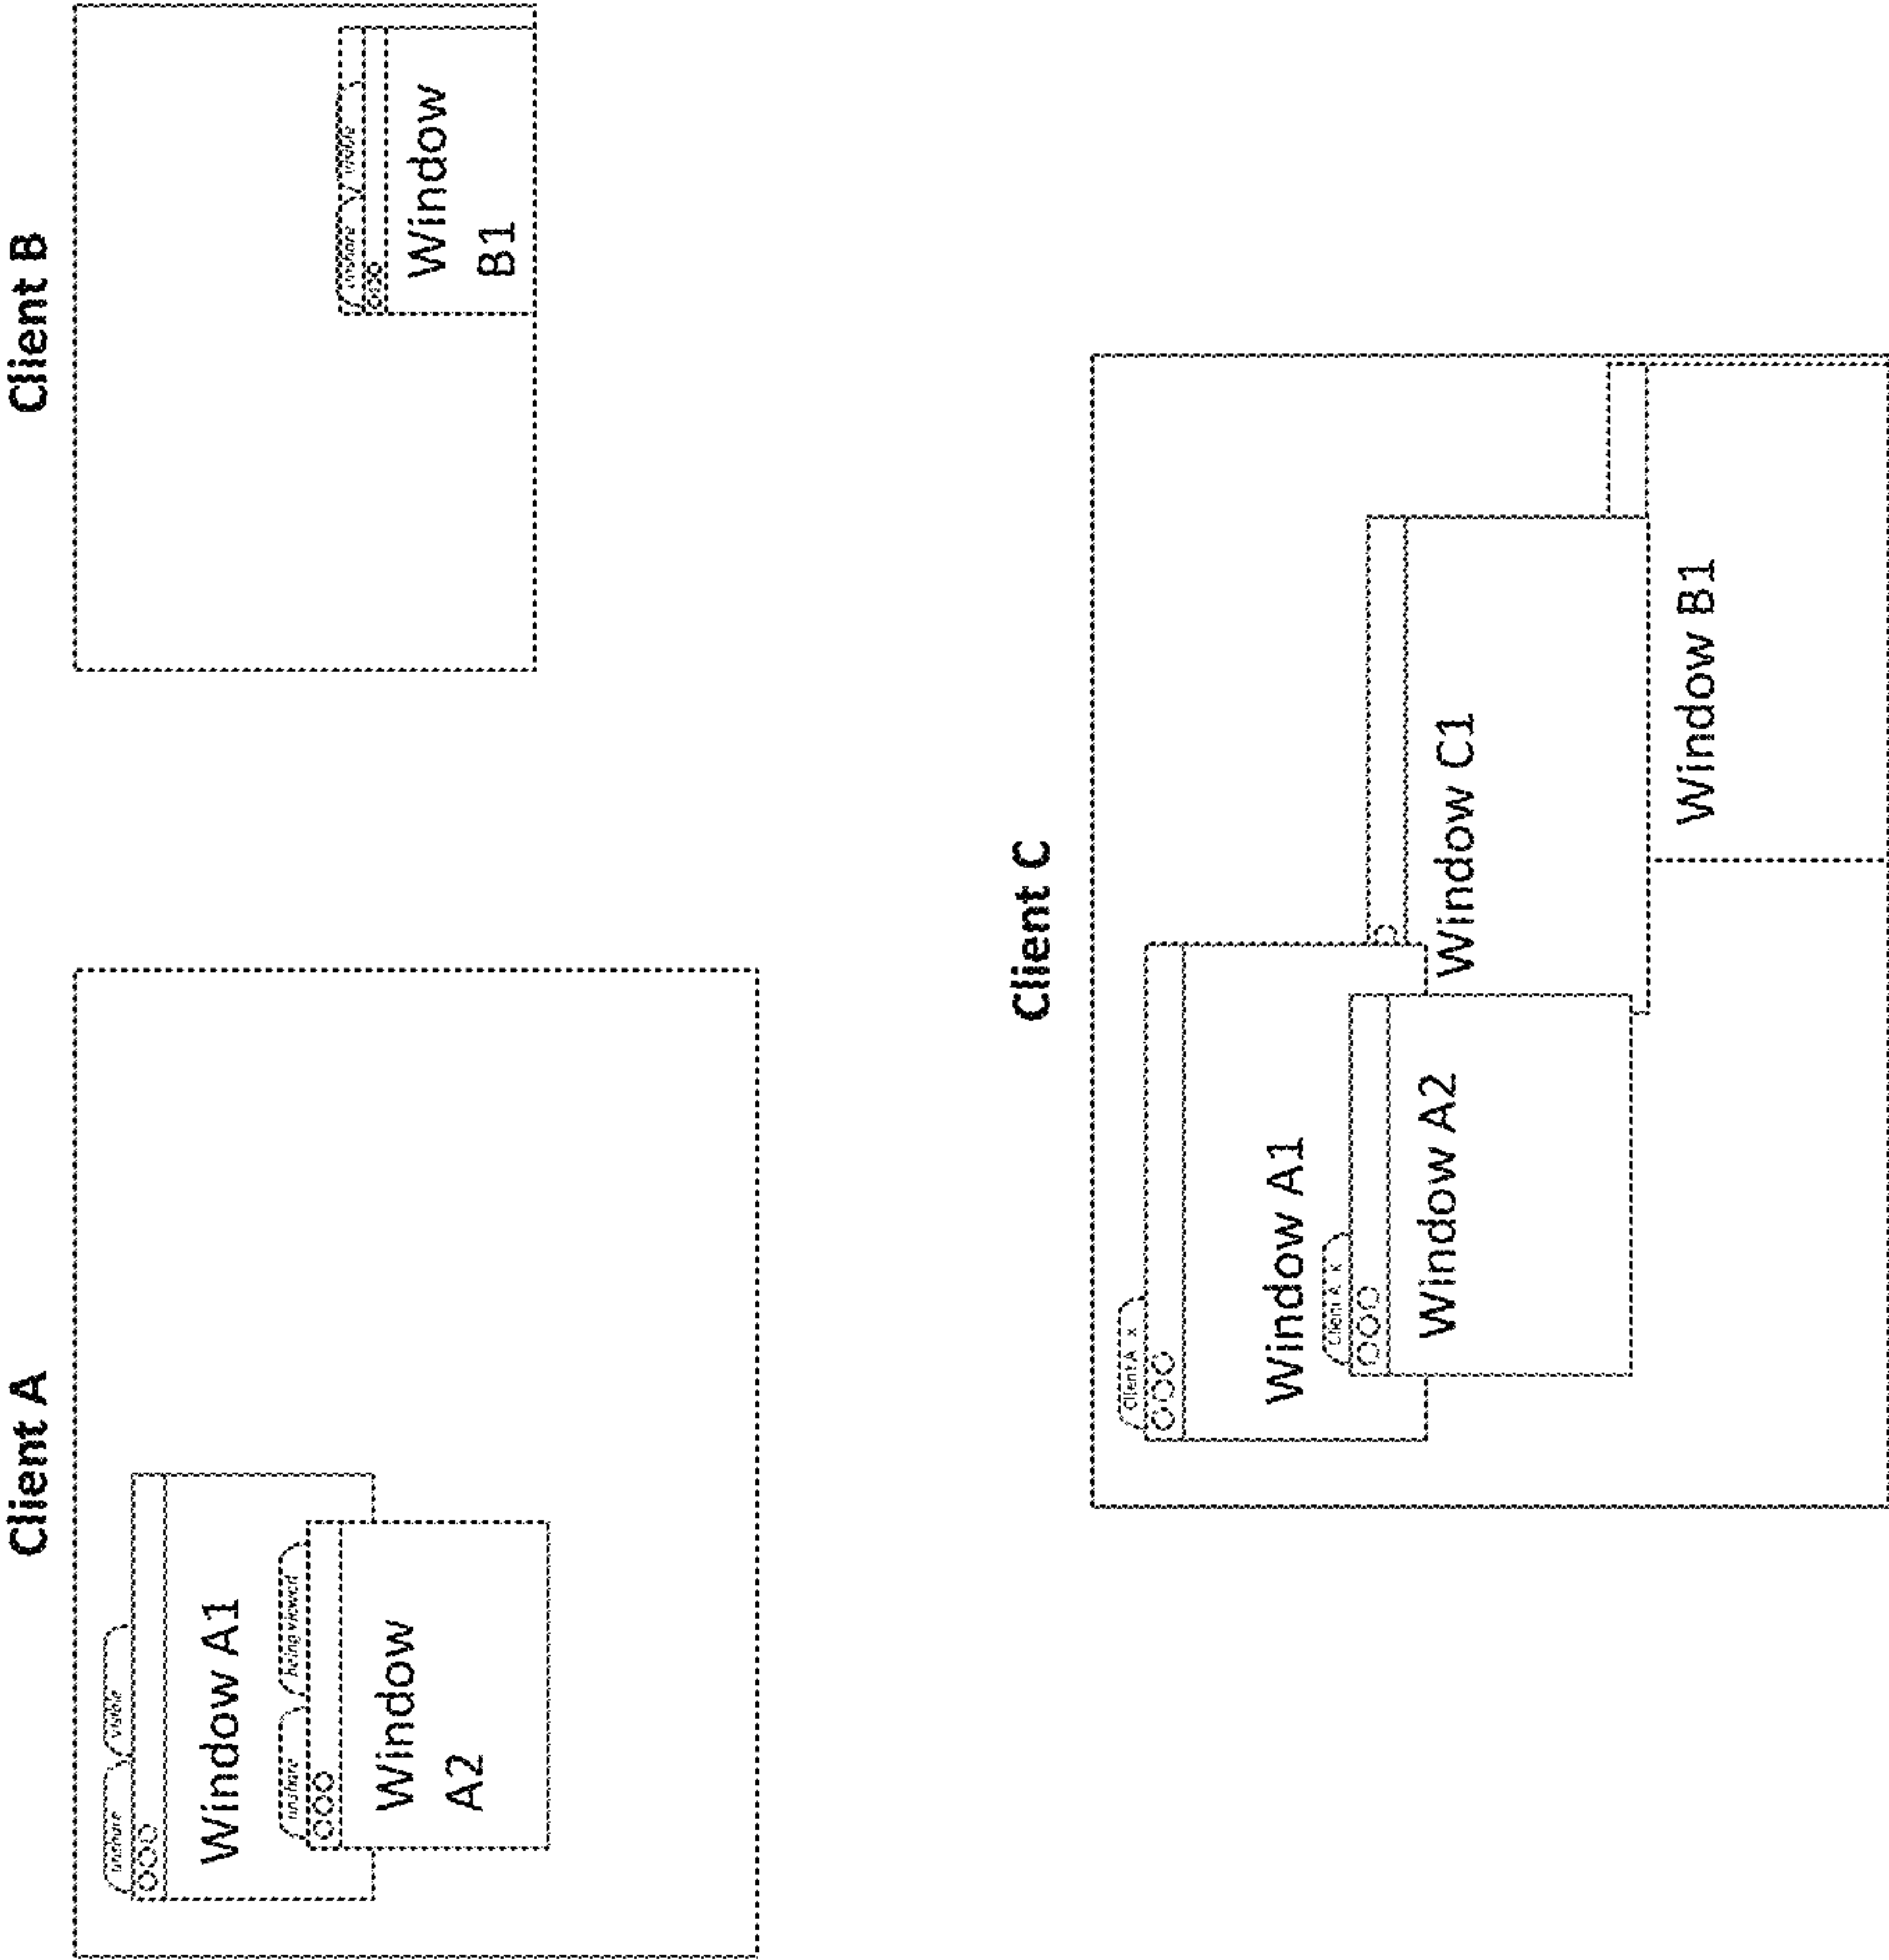 Client A
unshare visible
Window A1
unshare being viewed
Window
A2
Client B
unshare visible
Window
B1
Client C
Client A x
Window A1
Client A x
Window A2
Window C1
Window B1